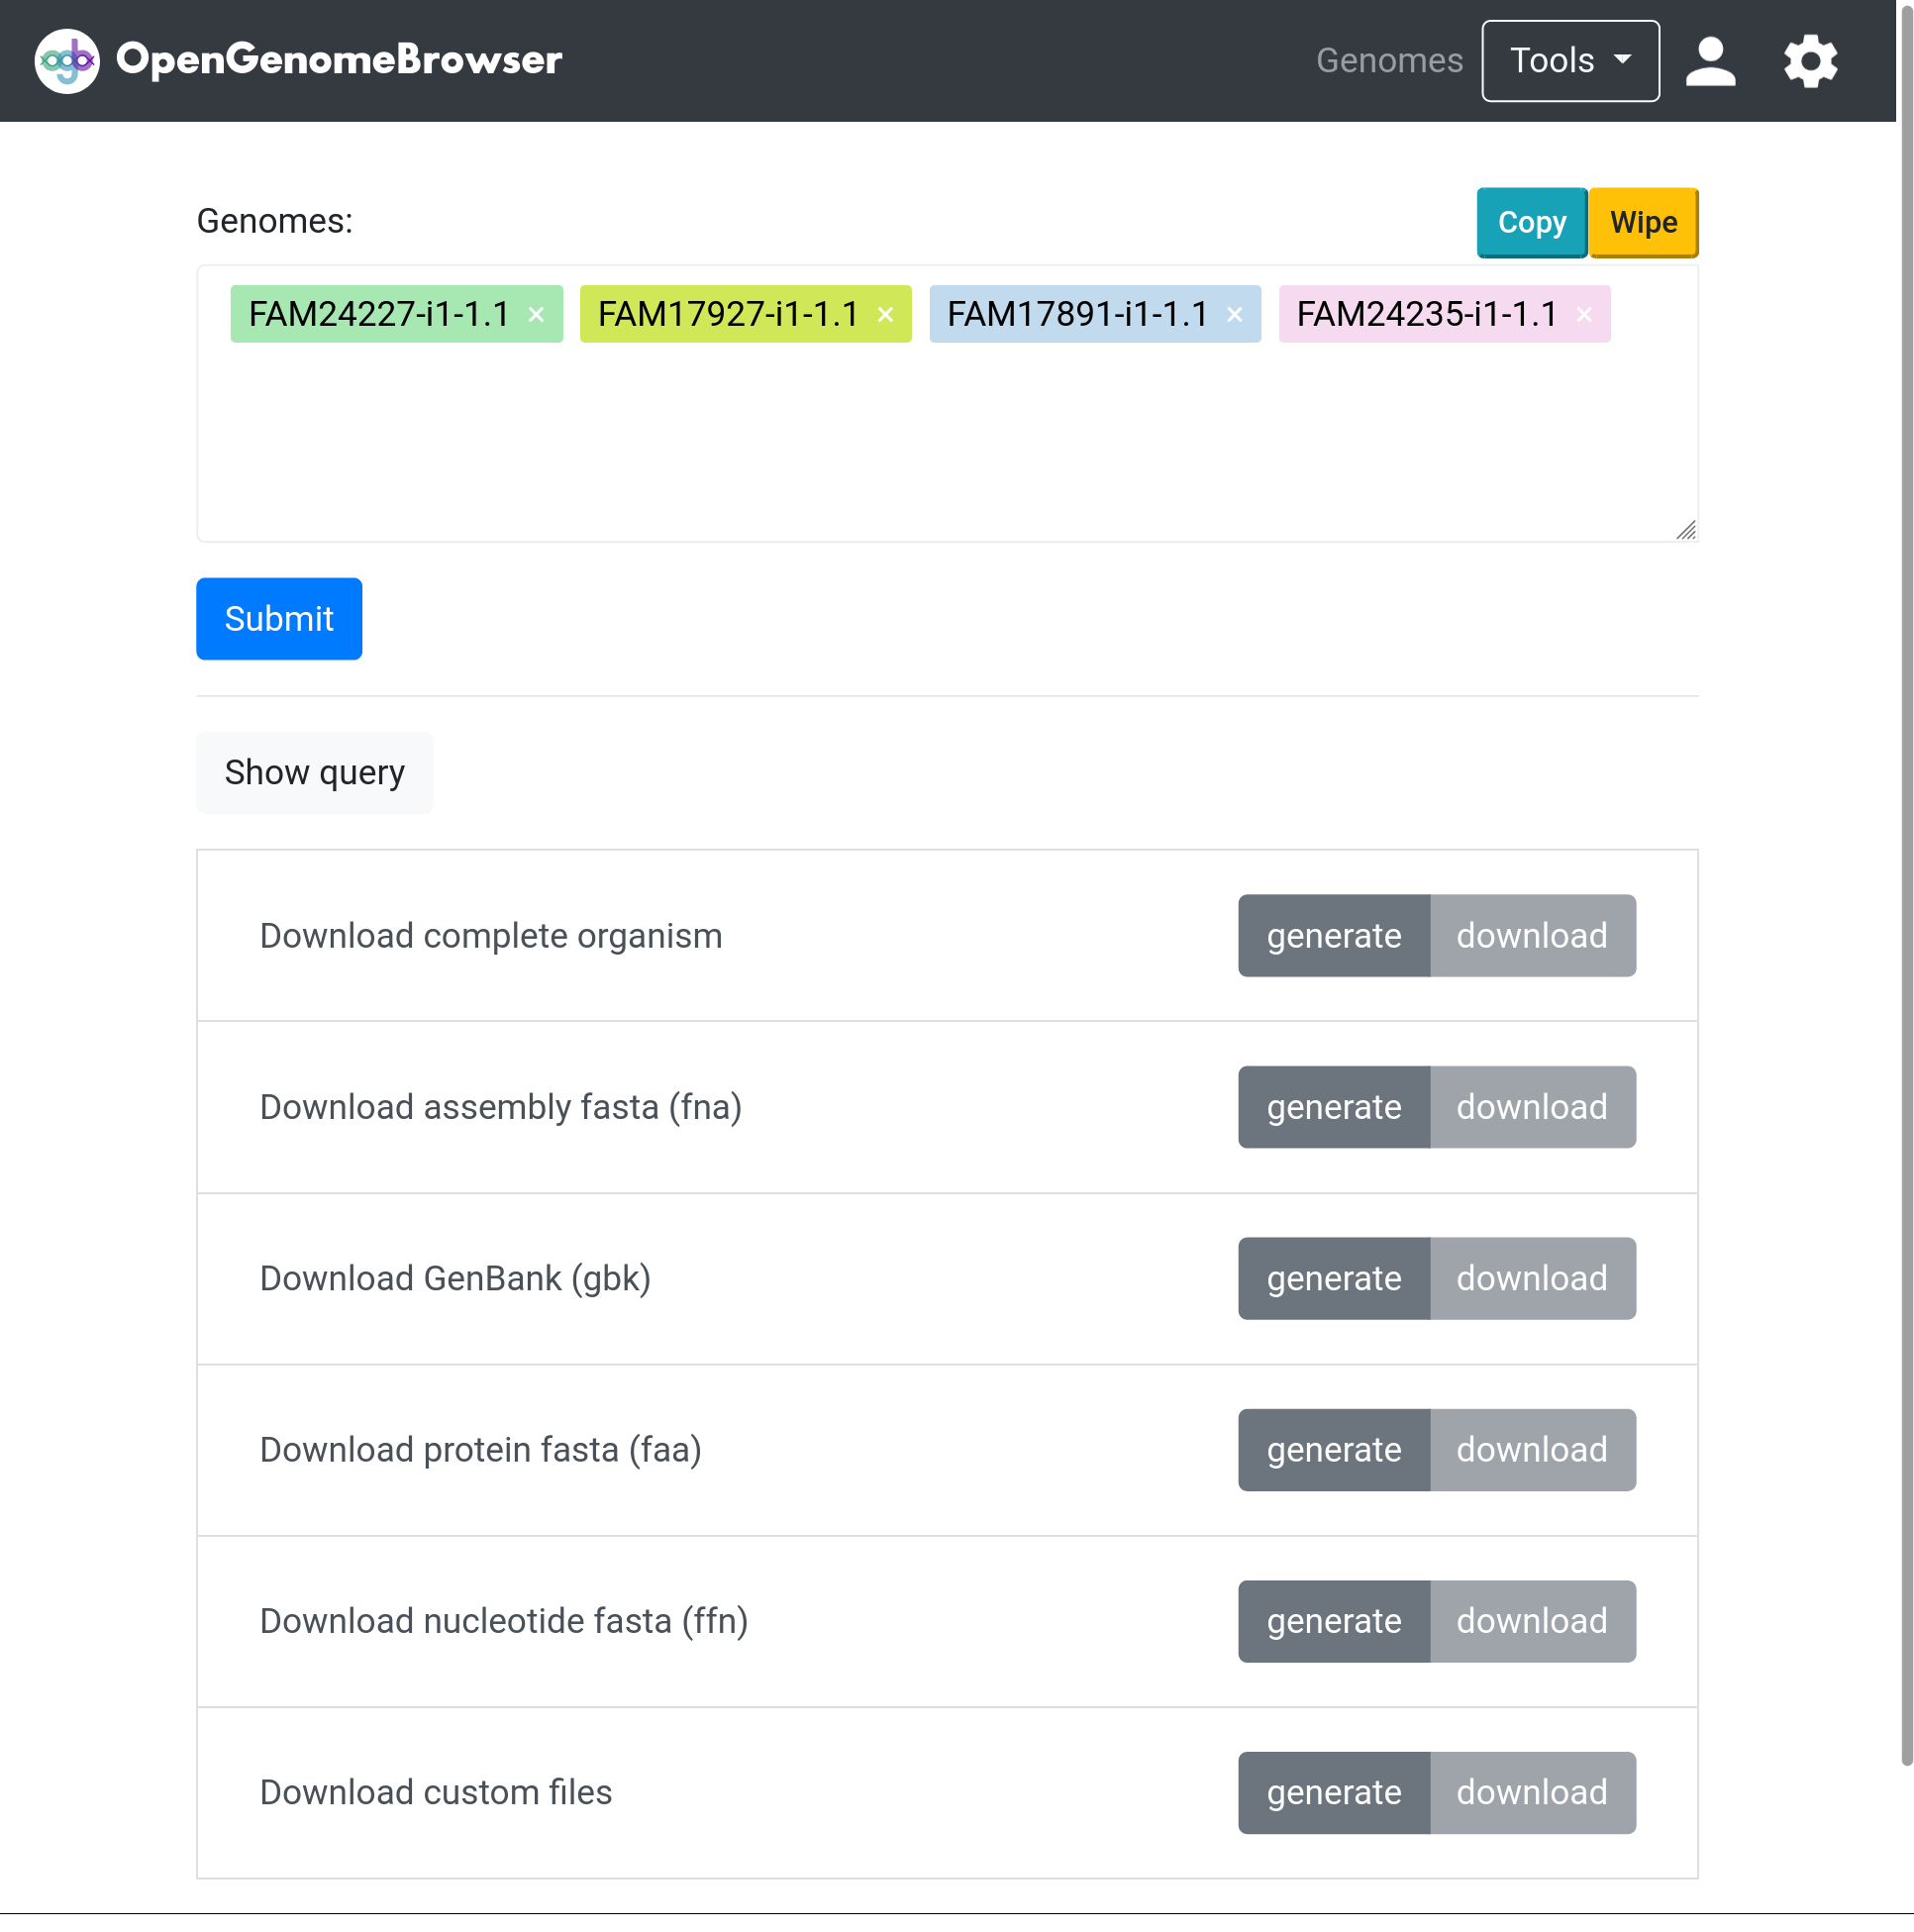 ogb OpenGenomeBrowser Genomes Tools
Genomes: Copy Wipe
FAM24227-i1-1.1 × FAM17927-i1-1.1 × FAM17891-i1-1.1 × FAM24235-i1-1.1 ×
Submit
Show query
Download complete organism generate download
Download assembly fasta (fna) generate download
Download GenBank (gbk) generate download
Download protein fasta (faa) generate download
Download nucleotide fasta (ffn) generate download
Download custom files generate download